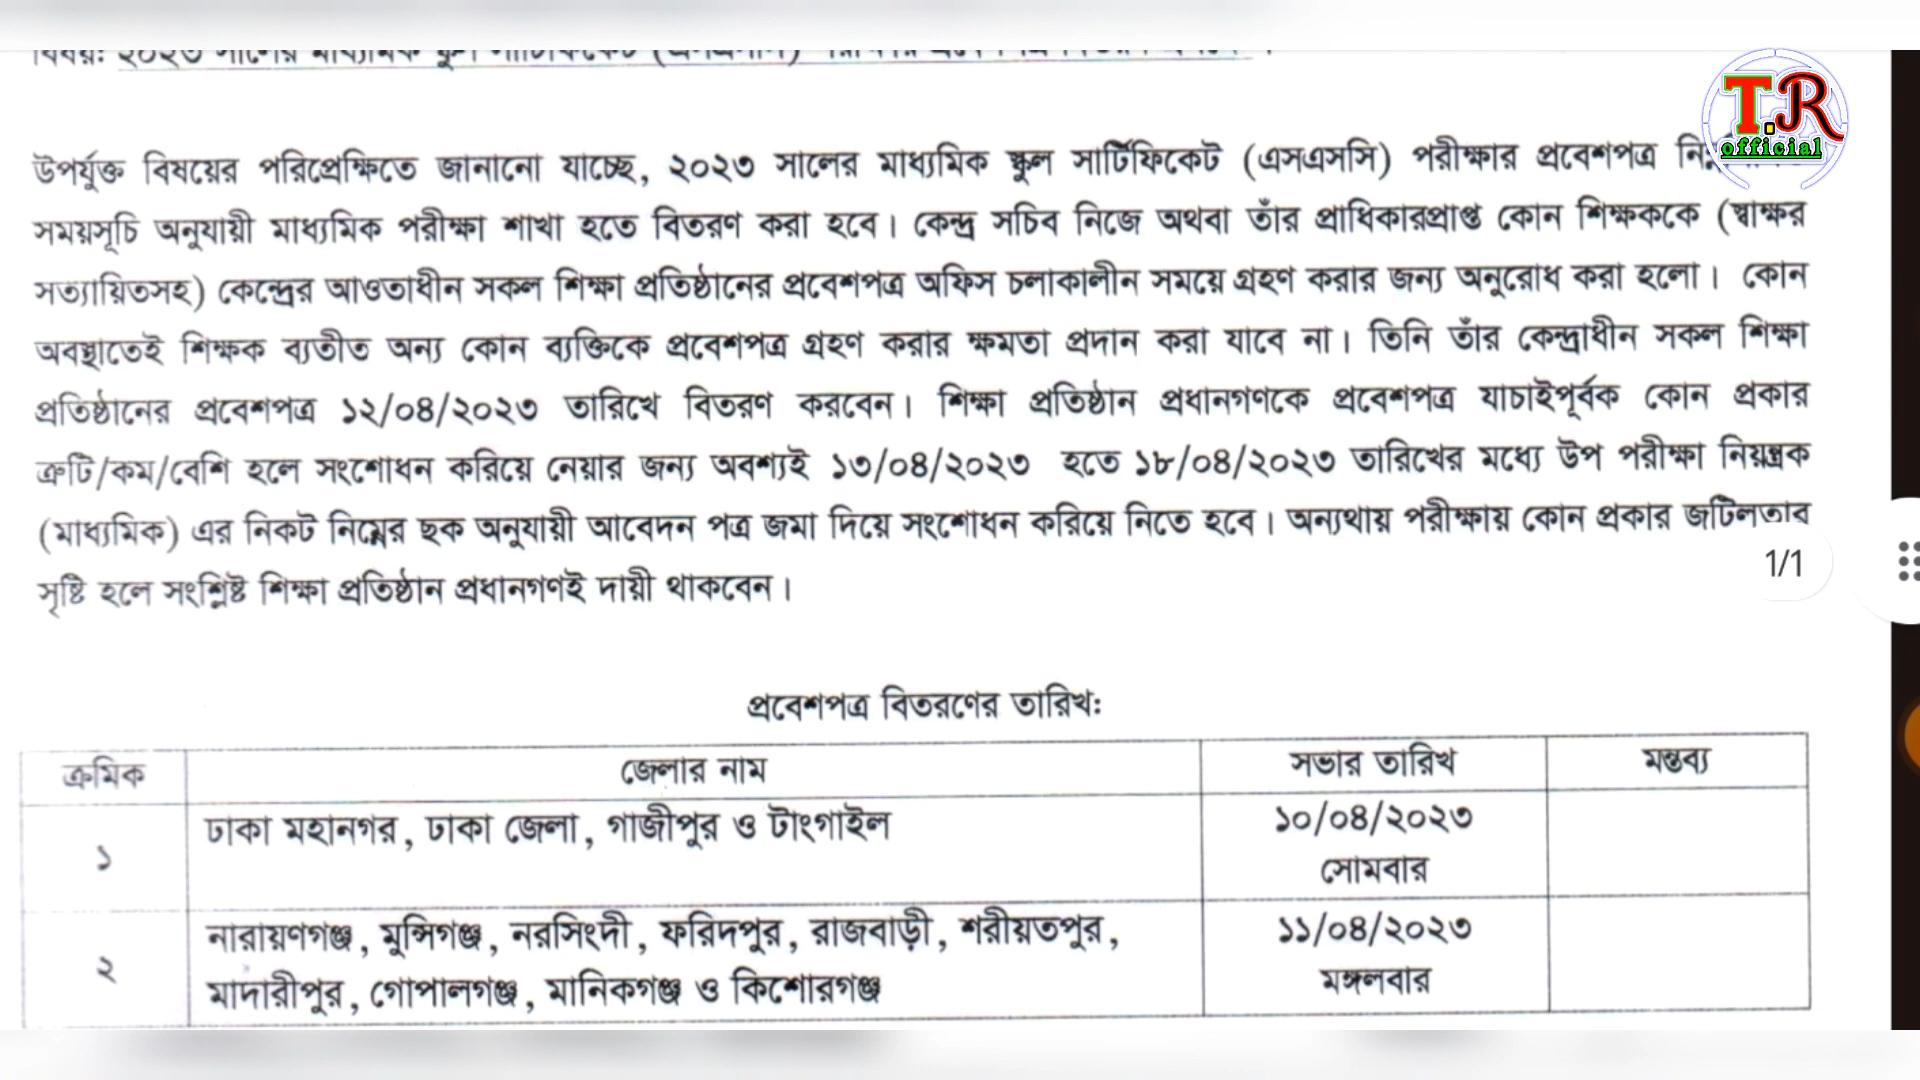 বিষয়: ২০২৩ সালের মাধ্যমিক স্কুল সার্টিফিকেট (এসএসসি)
T.R
official
উপর্যুক্ত বিষয়ের পরিপ্রেক্ষিতে জানানো যাচ্ছে, ২০২৩ সালের মাধ্যমিক স্কুল সার্টিফিকেট (এসএসসি) পরীক্ষার প্রবেশপত্র
সময়সূচি অনুযায়ী মাধ্যমিক পরীক্ষা শাখা হতে বিতরণ করা হবে। কেন্দ্র সচিব নিজে অথবা তাঁর প্রাধিকারপ্রাপ্ত কোন শিক্ষককে (স্বাক্ষর
সত্যায়িতসহ) কেন্দ্রের আওতাধীন সকল শিক্ষা প্রতিষ্ঠানের প্রবেশপত্র অফিস চলাকালীন সময়ে গ্রহণ করার জন্য অনুরোধ করা হলো। কোন
অবস্থাতেই শিক্ষক ব্যতীত অন্য কোন ব্যক্তিকে প্রবেশপত্র গ্রহণ করার ক্ষমতা প্রদান করা যাবে না। তিনি তাঁর কেন্দ্রাধীন সকল শিক্ষা
প্রতিষ্ঠানের প্রবেশপত্র ১২/০৪/২০২৩ তারিখে বিতরণ করবেন। শিক্ষা প্রতিষ্ঠান প্রধানগণকে প্রবেশপত্র যাচাইপূর্বক কোন প্রকার
ত্রুটি/কম/বেশি হলে সংশোধন করিয়ে নেয়ার জন্য অবশ্যই ১৩/০৪/২০২৩ হতে ১৮/০৪/২০২৩ তারিখের মধ্যে উপ পরীক্ষা নিয়ন্ত্রক
(মাধ্যমিক) এর নিকট নিম্নের ছক অনুযায়ী আবেদন পত্র জমা দিয়ে সংশোধন করিয়ে নিতে হবে। অন্যথায় পরীক্ষায় কোন প্রকার জটিলতার
সৃষ্টি হলে সংশ্লিষ্ট শিক্ষা প্রতিষ্ঠান প্রধানগণই দায়ী থাকবেন।
1/1
প্রবেশপত্র বিতরণের তারিখঃ
ক্রমিক জেলার নাম সভার তারিখ মন্তব্য
১ ঢাকা মহানগর, ঢাকা জেলা, গাজীপুর ও টাংগাইল ১০/০৪/২০২৩
সোমবার
২ নারায়ণগঞ্জ, মুন্সিগঞ্জ, নরসিংদী, ফরিদপুর, রাজবাড়ী, শরীয়তপুর, ১১/০৪/২০২৩
মাদারীপুর, গোপালগঞ্জ, মানিকগঞ্জ ও কিশোরগঞ্জ মঙ্গলবার